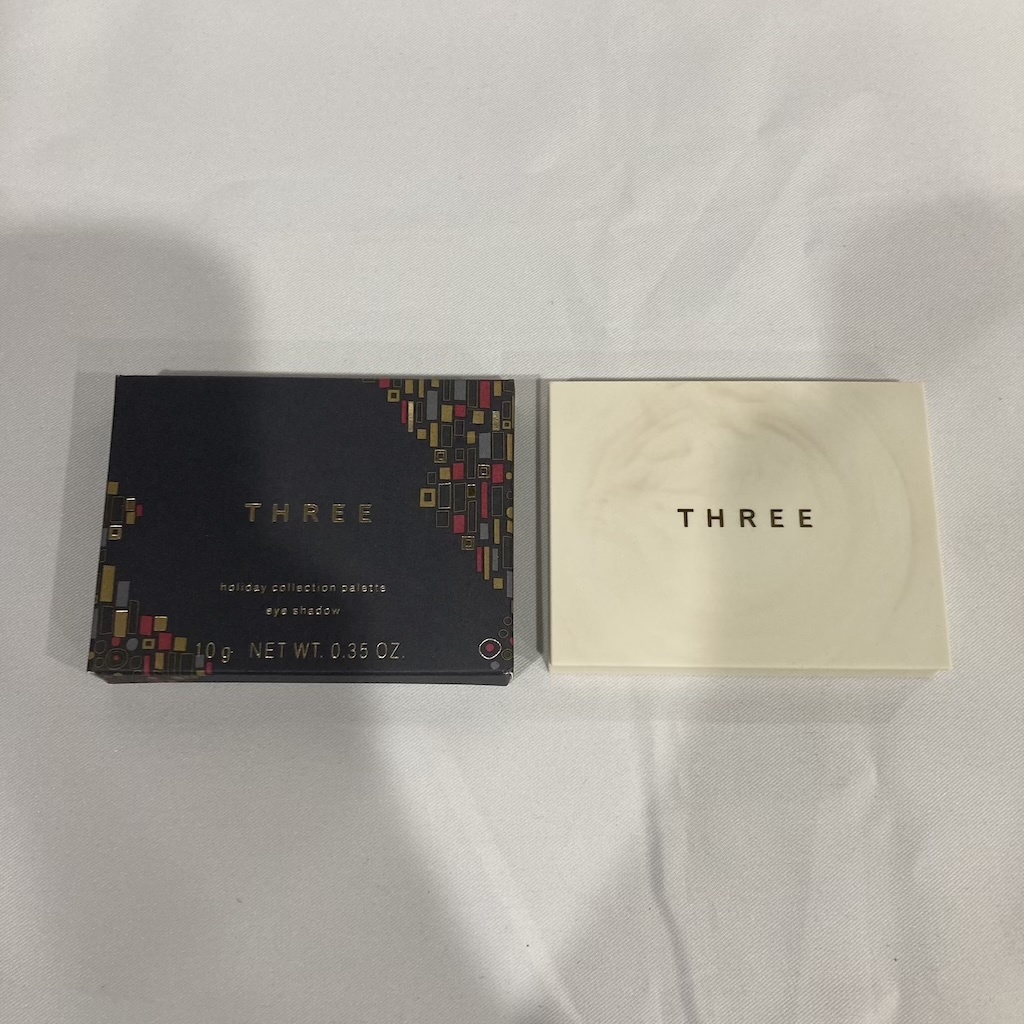 THREE
holiday collection palette
eye shadow
10 g NET WT. 0.35 OZ.
THREE